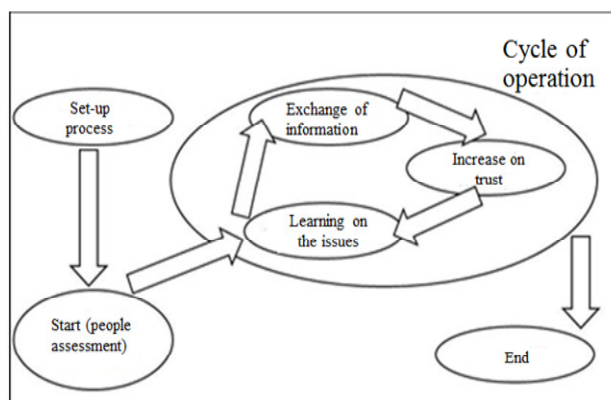 Cycle of
operation
Set-up
process
Exchange of
information
Increase on
trust
Learning on
the issues
Start (people
assessment)
End